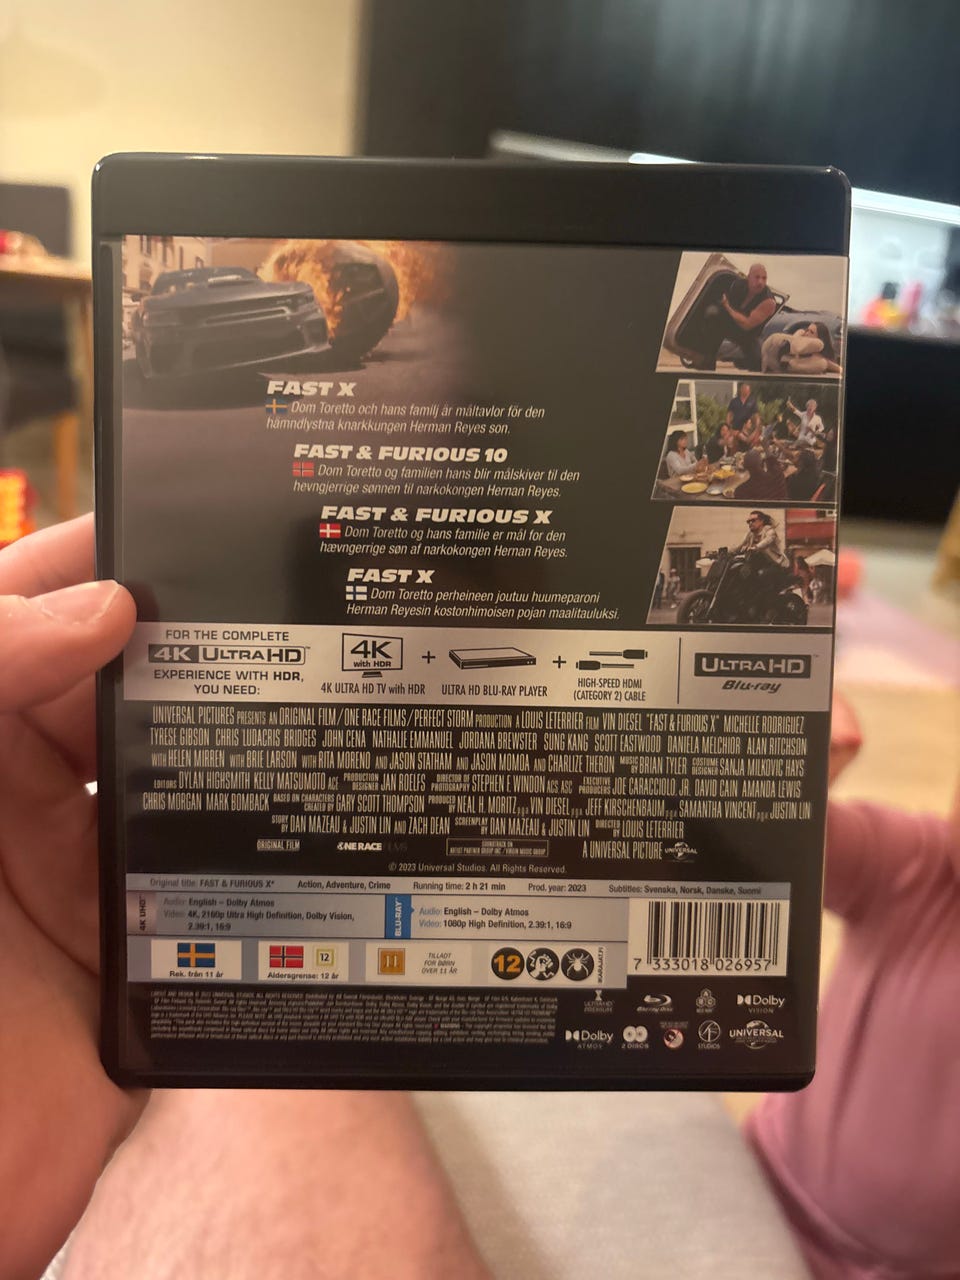 FAST X
Dom Toretto och hans familj är måltavlor för den
hämndlystna knarkkungen Herman Reyes son.
FAST & FURIOUS 10
Dom Toretto og familien hans blir målskiver til den
hevngjerrige sønnen til narkokongen Hernan Reyes.
FAST & FURIOUS X
Dom Toretto og hans familie er mål for den
hævngerrige søn af narkokongen Hernan Reyes.
FAST X
Dom Toretto perheineen joutuu huumeparoni
Herman Reyesin kostonhimoisen pojan maalitauluksi.
FOR THE COMPLETE
4K ULTRA HD
EXPERIENCE WITH HDR,
YOU NEED:
4K with HDR
4K ULTRA HD TV with HDR
+
ULTRA HD BLU-RAY PLAYER
+
HIGH-SPEED HDMI
(CATEGORY 2) CABLE
ULTRA HD
Blu-ray
UNIVERSAL PICTURES PRESENTS AN ORIGINAL FILM/ONE RACE FILMS/PERFECT STORM PRODUCTION A LOUIS LETERRIER FILM VIN DIESEL "FAST & FURIOUS X" MICHELLE RODRIGUEZ
TYRESE GIBSON CHRIS LUDACRIS BRIDGES JOHN CENA NATHALIE EMMANUEL JORDANA BREWSTER SUNG KANG SCOTT EASTWOOD DANIELA MELCHIOR ALAN RITCHSON
WITH HELEN MIRREN WITH BRIE LARSON WITH RITA MORENO AND JASON STATHAM AND JASON MOMOA AND CHARLIZE THERON MUSIC BY BRIAN TYLER COSTUME DESIGNER SANJA MILKOVIC HAYS
EDITORS DYLAN HIGHSMITH KELLY MATSUMOTO ACE PRODUCTION DESIGNER JAN ROELFS DIRECTOR OF PHOTOGRAPHY STEPHEN F. WINDON ACS ASC EXECUTIVE PRODUCERS JOE CARACCIOLO JR. DAVID CAIN AMANDA LEWIS
CHRIS MORGAN MARK BOMBACK BASED ON CHARACTERS CREATED BY GARY SCOTT THOMPSON PRODUCED BY NEAL H. MORITZ p.g.a. VIN DIESEL p.g.a. JEFF KIRSCHENBAUM p.g.a. SAMANTHA VINCENT p.g.a. JUSTIN LIN
STORY BY DAN MAZEAU & JUSTIN LIN AND ZACH DEAN SCREENPLAY BY DAN MAZEAU & JUSTIN LIN DIRECTED BY LOUIS LETERRIER
ORIGINAL FILM ONE RACE FILMS SOUNDTRACK ON ARTIST PARTNER GROUP INC./VIRGIN MUSIC GROUP A UNIVERSAL PICTURE UNIVERSAL
© 2023 Universal Studios. All Rights Reserved.
Original title: FAST & FURIOUS X* Action, Adventure, Crime Running time: 2 h 21 min Prod. year: 2023 Subtitles: Svenska, Norsk, Danske, Suomi
4K UHD
Audio: English – Dolby Atmos
Video: 4K, 2160p Ultra High Definition, Dolby Vision,
2.39:1, 16:9
BLU-RAY
Audio: English – Dolby Atmos
Video: 1080p High Definition, 2.39:1, 16:9
7 333018 026957
Rek. från 11 år
12
Aldersgrense: 12 år
11
TILLADT
FOR BØRN
OVER 11 ÅR
12
KAVI.FI
Blu-ray Disc
Dolby
VISION
Dolby
ATMOS
2 DISCS
SF
STUDIOS
UNIVERSAL